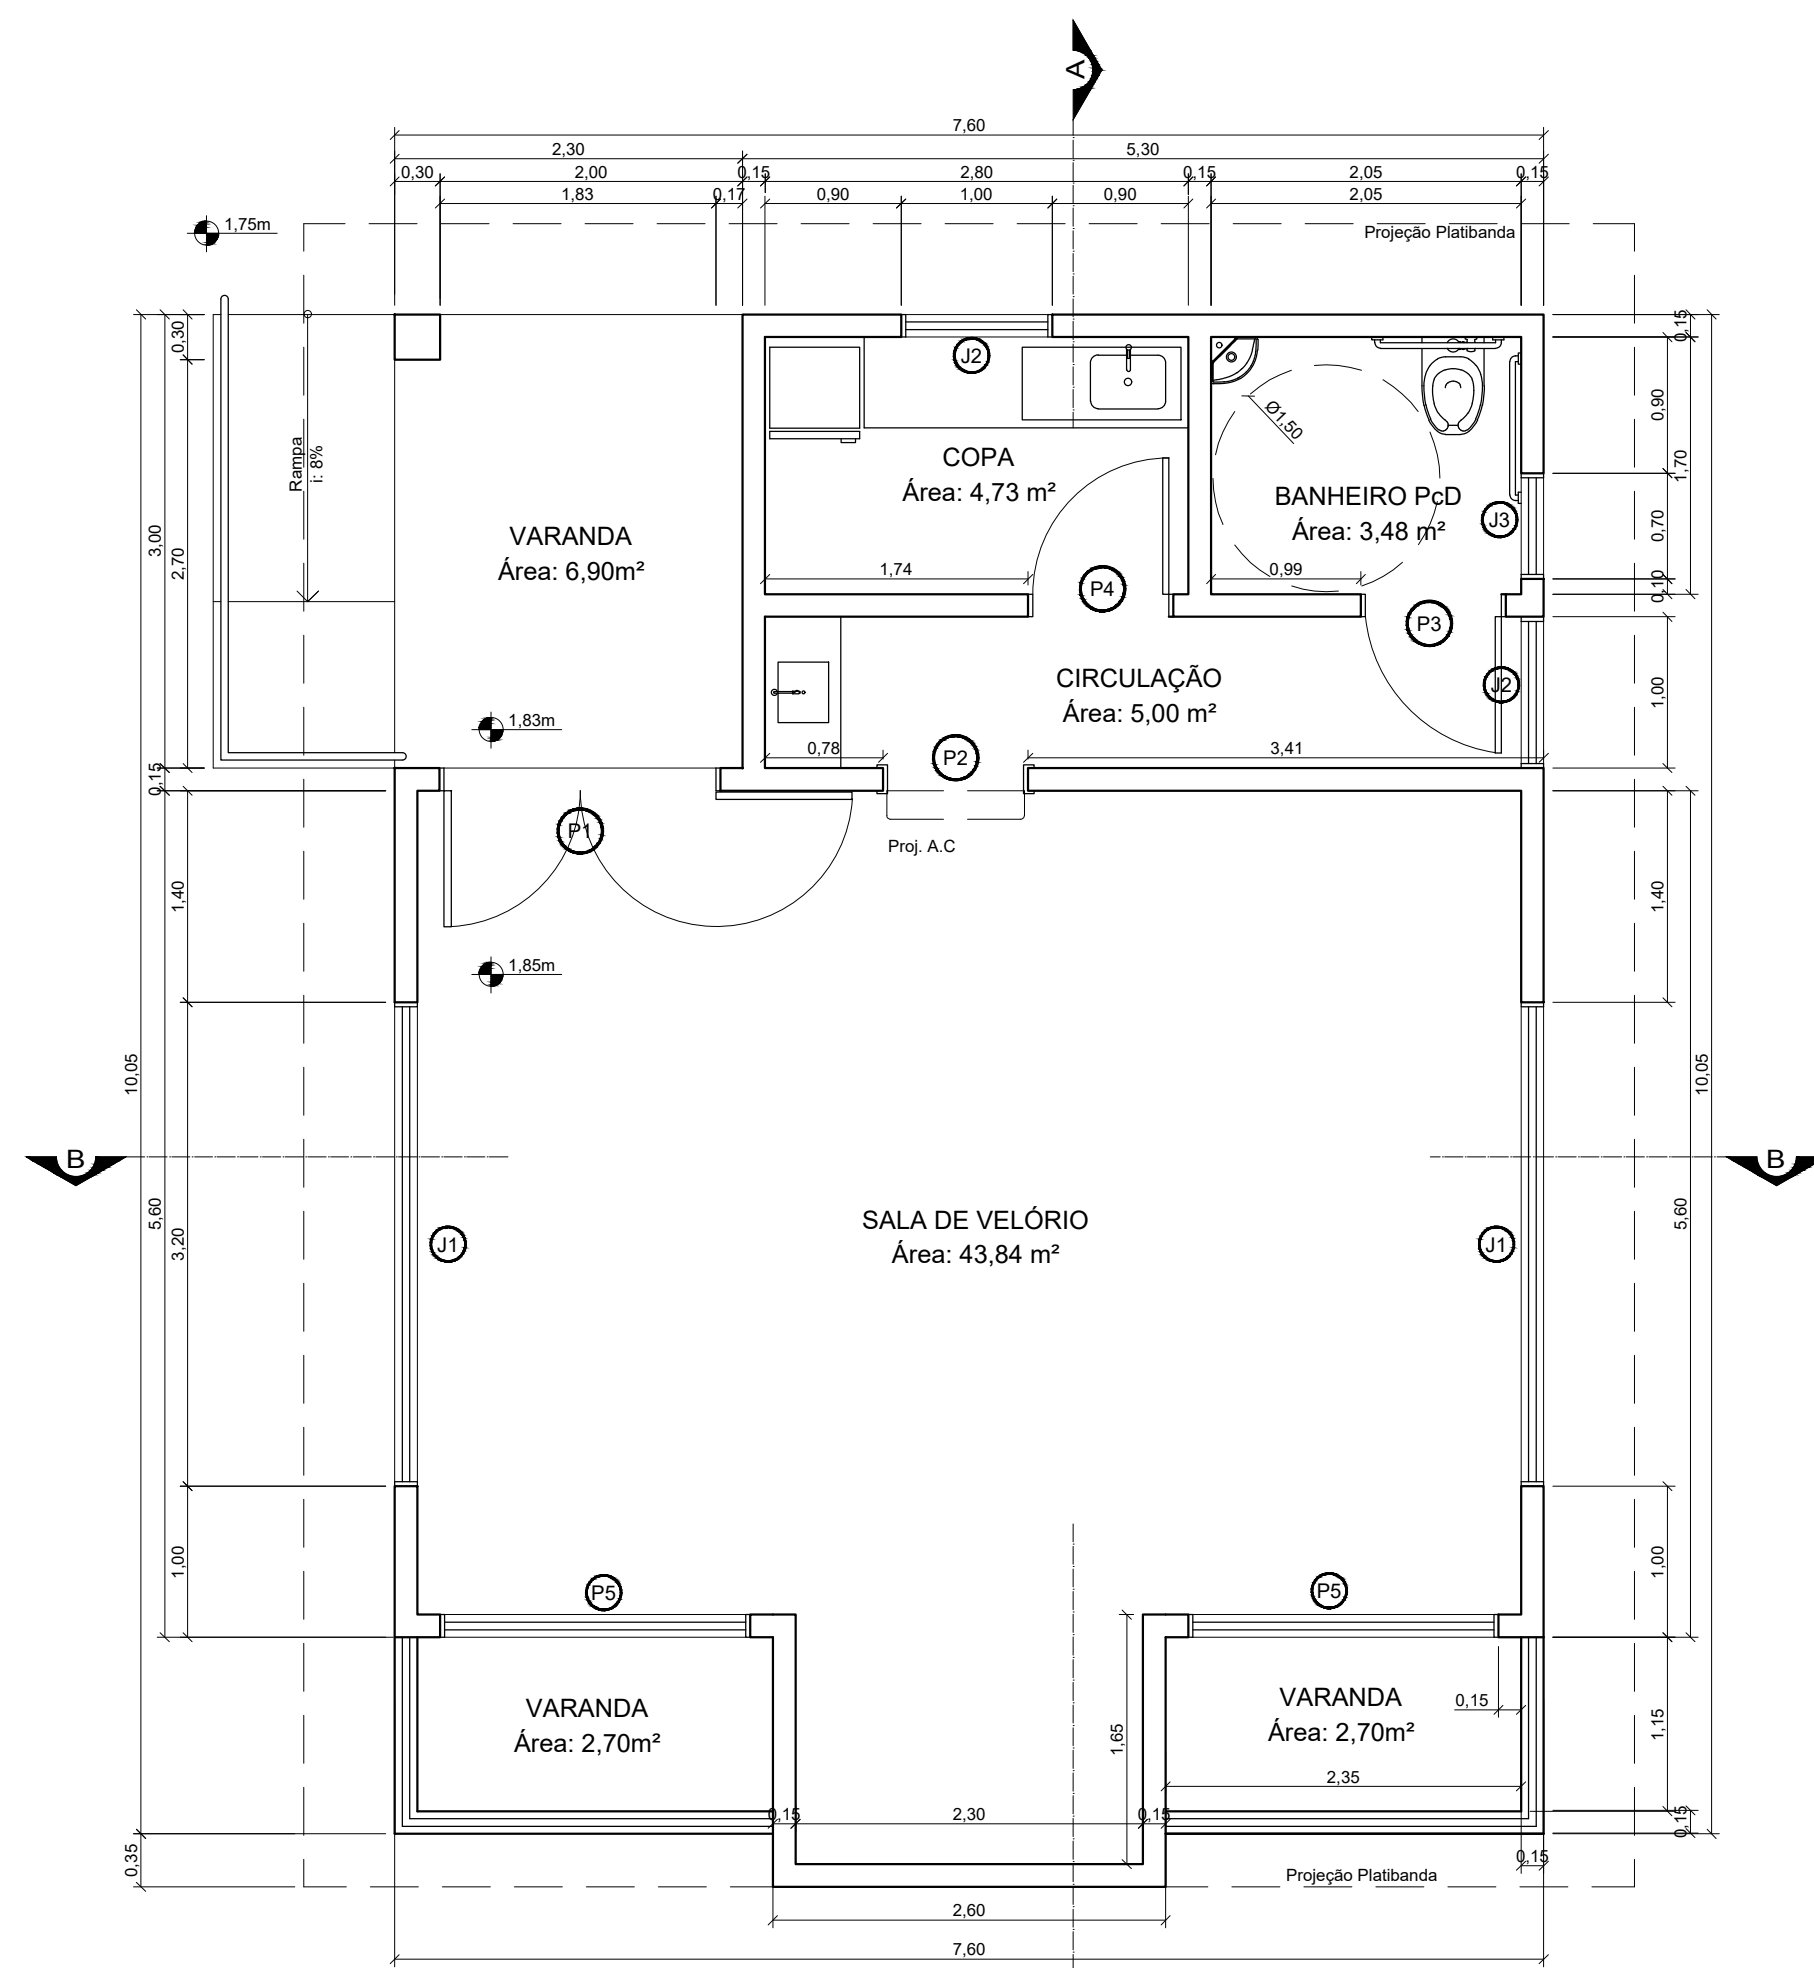 A
7,60
2,30
5,30
0,30
2,00
0,15
2,80
0,15
2,05
0,15
1,83
0,17
0,90
1,00
0,90
2,05
1,75m
Projeção Platibanda
0,30
0,15
J2
Ø1,50
0,90
Rampa
i: 8%
COPA
Área: 4,73 m²
1,70
BANHEIRO PcD
Área: 3,48 m²
J3
3,00
2,70
VARANDA
Área: 6,90m²
0,70
1,74
P4
0,99
0,10
P3
CIRCULAÇÃO
Área: 5,00 m²
J2
1,00
1,83m
0,78
P2
3,41
0,15
P1
Proj. A.C
1,40
1,40
1,85m
10,05
10,05
B
B
5,60
3,20
SALA DE VELÓRIO
Área: 43,84 m²
5,60
J1
J1
1,00
P5
P5
1,00
VARANDA
Área: 2,70m²
VARANDA
Área: 2,70m²
0,15
1,65
1,15
2,35
0,15
2,30
0,15
0,15
0,35
0,15
Projeção Platibanda
2,60
7,60